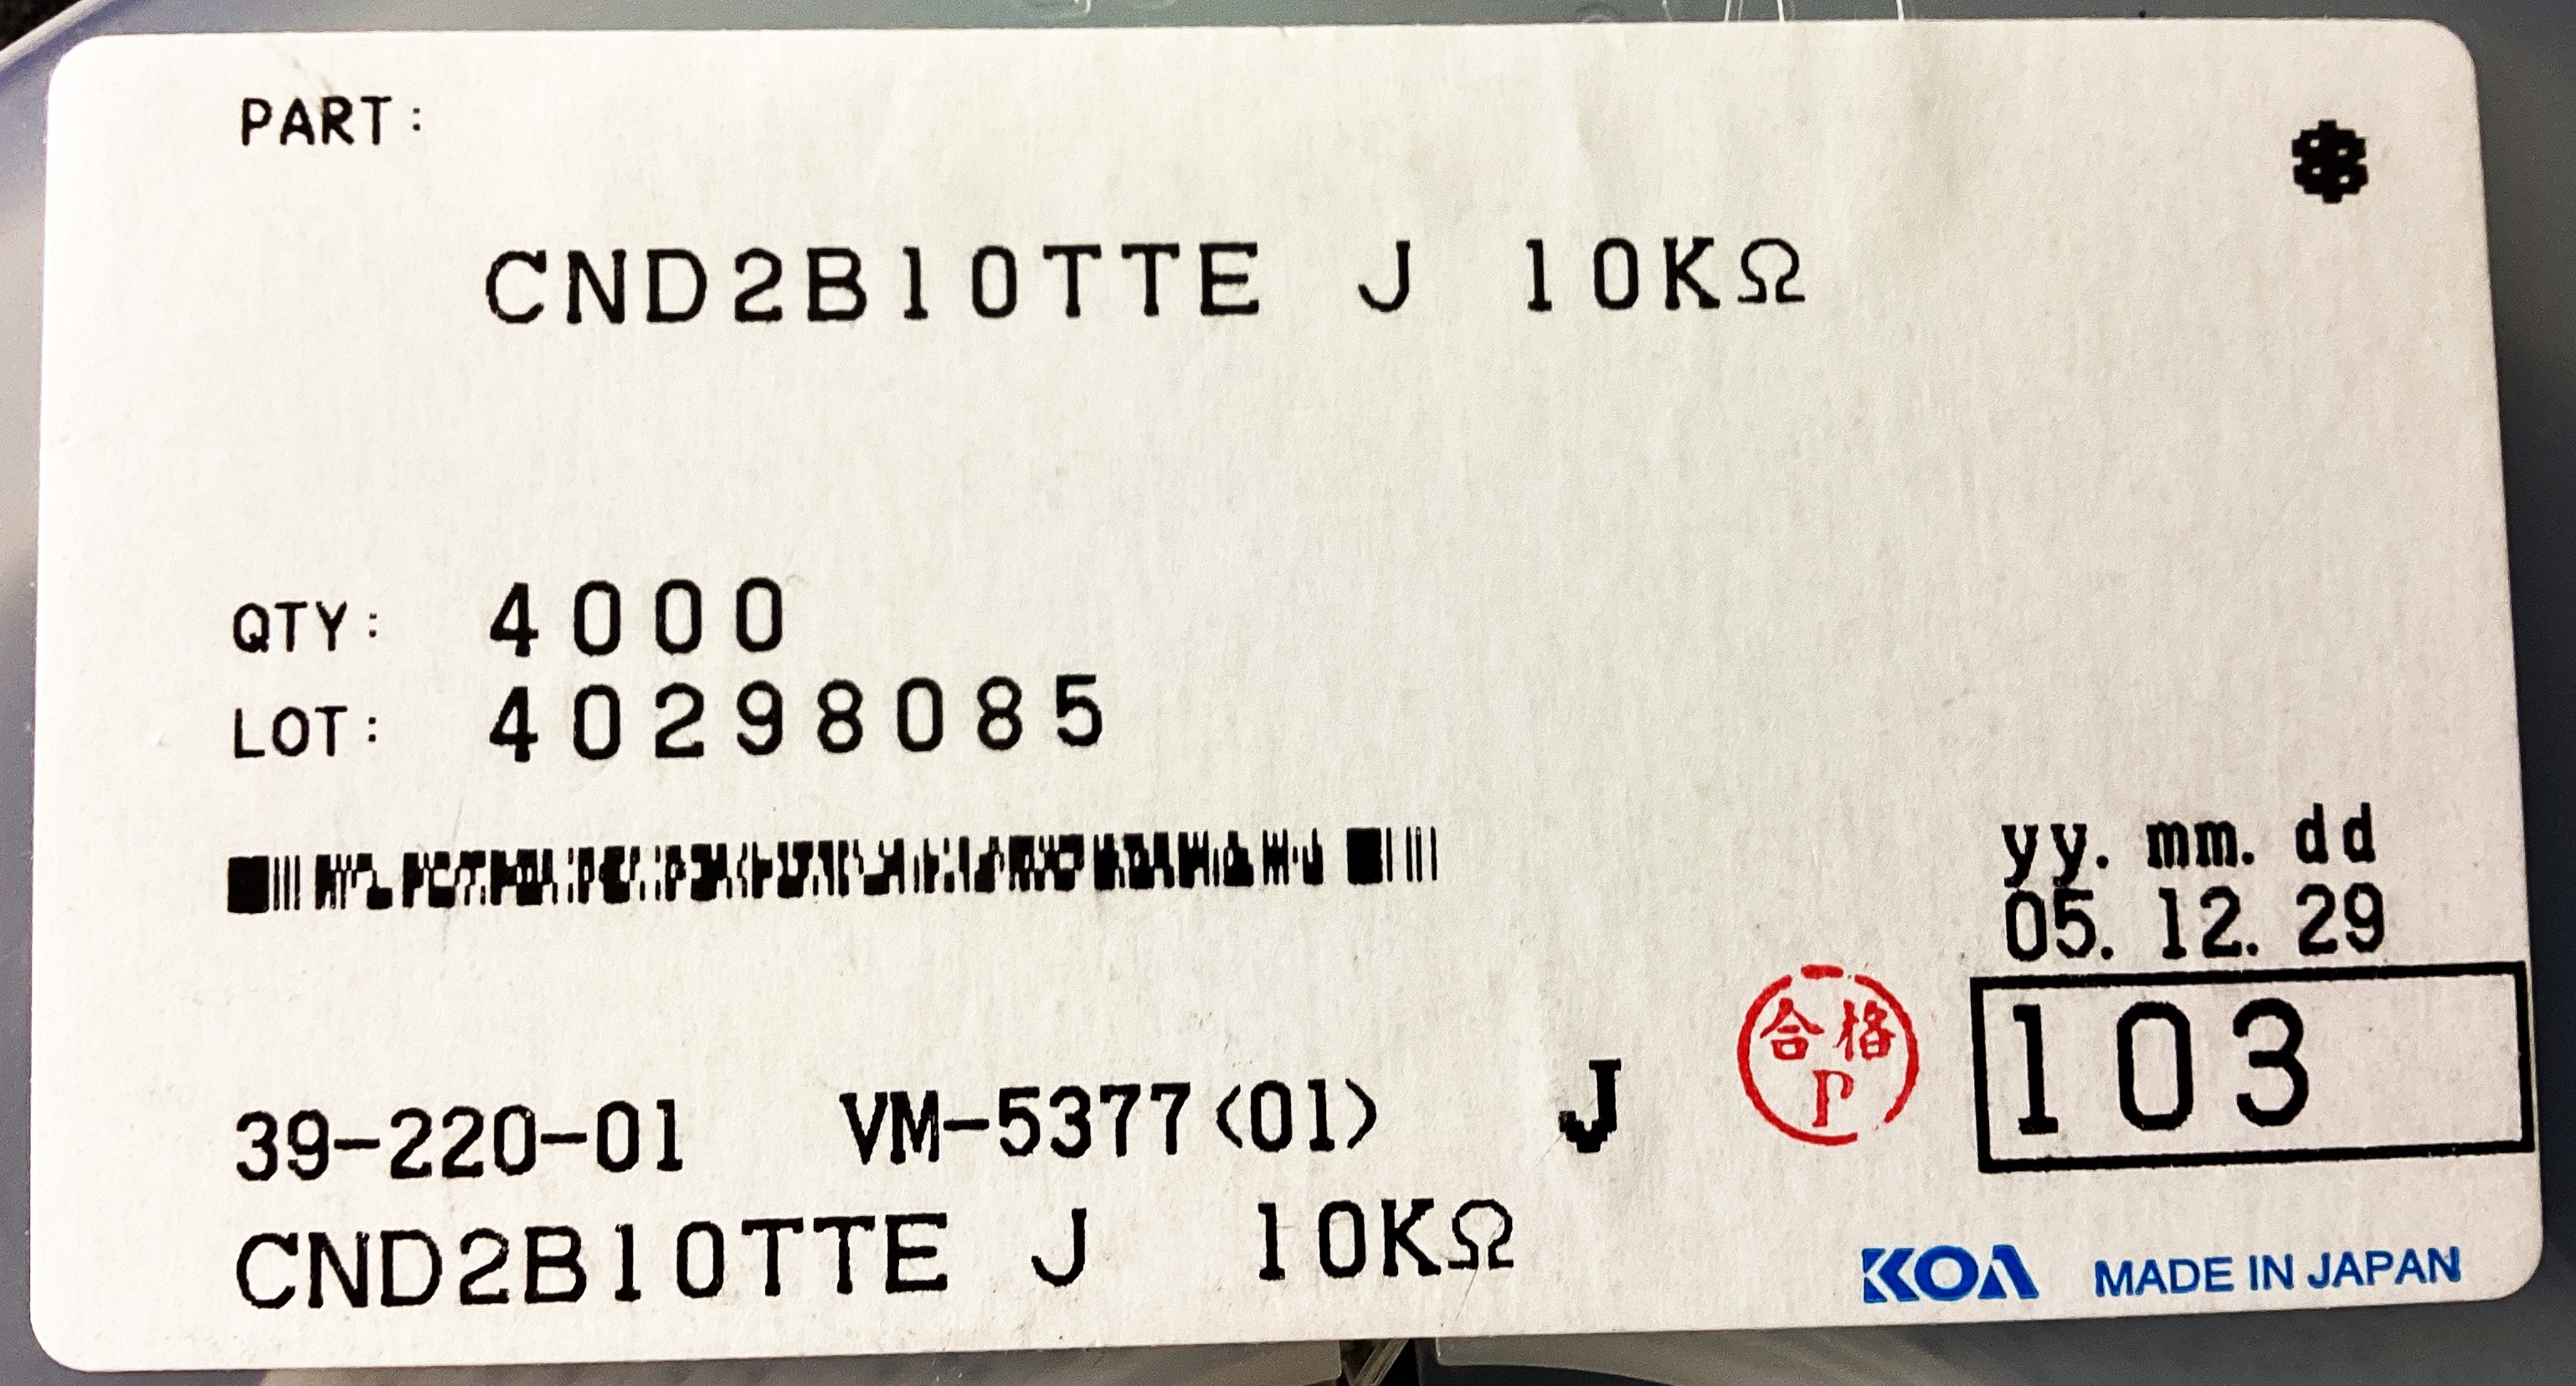 PART:
*
CND2B10TTE J 10KΩ
QTY: 4000
LOT: 40298085
yy. mm. dd
05. 12. 29
合格
P
103
39-220-01 VM-5377(01) J
CND2B10TTE J 10KΩ
KOA MADE IN JAPAN